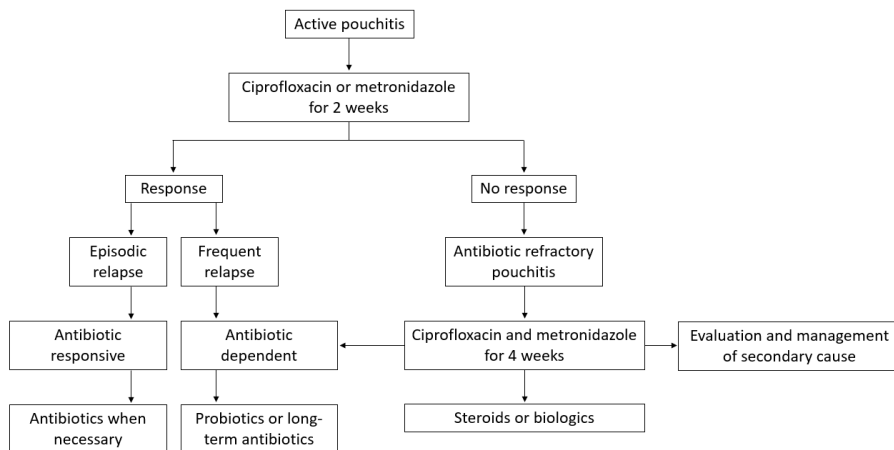 Active pouchitis
Ciprofloxacin or metronidazole
for 2 weeks
Response
No response
Episodic
relapse
Frequent
relapse
Antibiotic refractory
pouchitis
Antibiotic
responsive
Antibiotic
dependent
Ciprofloxacin and metronidazole
for 4 weeks
Evaluation and management
of secondary cause
Antibiotics when
necessary
Probiotics or long-
term antibiotics
Steroids or biologics